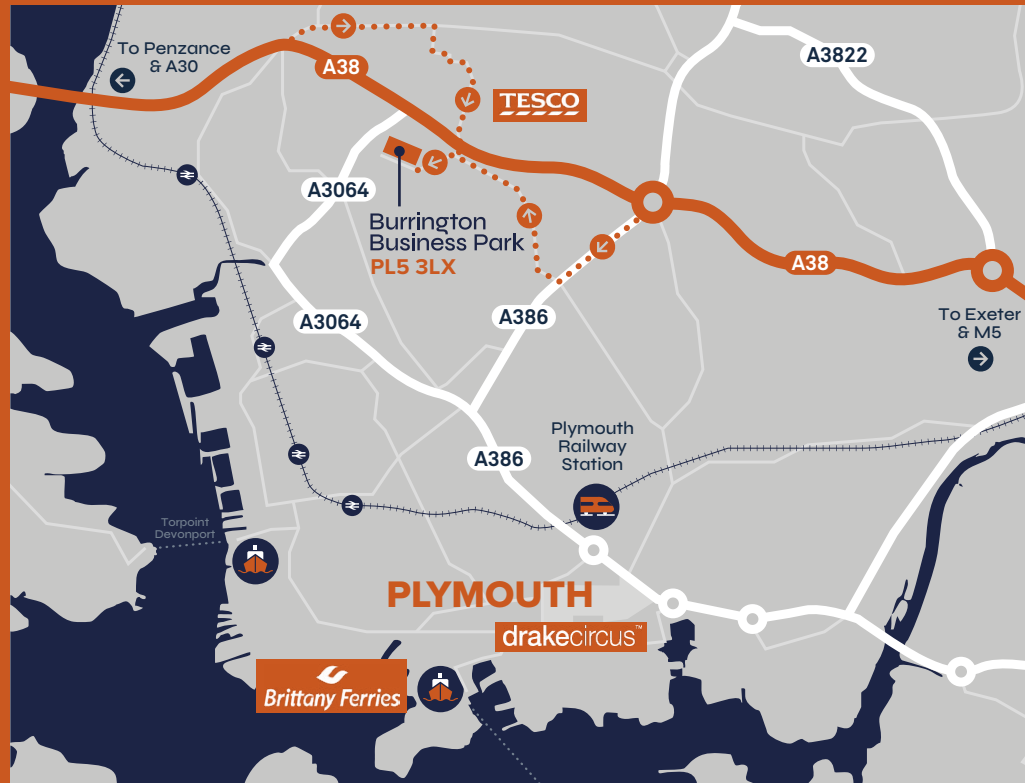 To Penzance
& A30
A38
A3822
TESCO
A3064
Burrington
Business Park
PL5 3LX
A38
A3064
A386
To Exeter
& M5
Plymouth
Railway
Station
A386
Torpoint
Devonport
PLYMOUTH
drakecircus™
Brittany Ferries